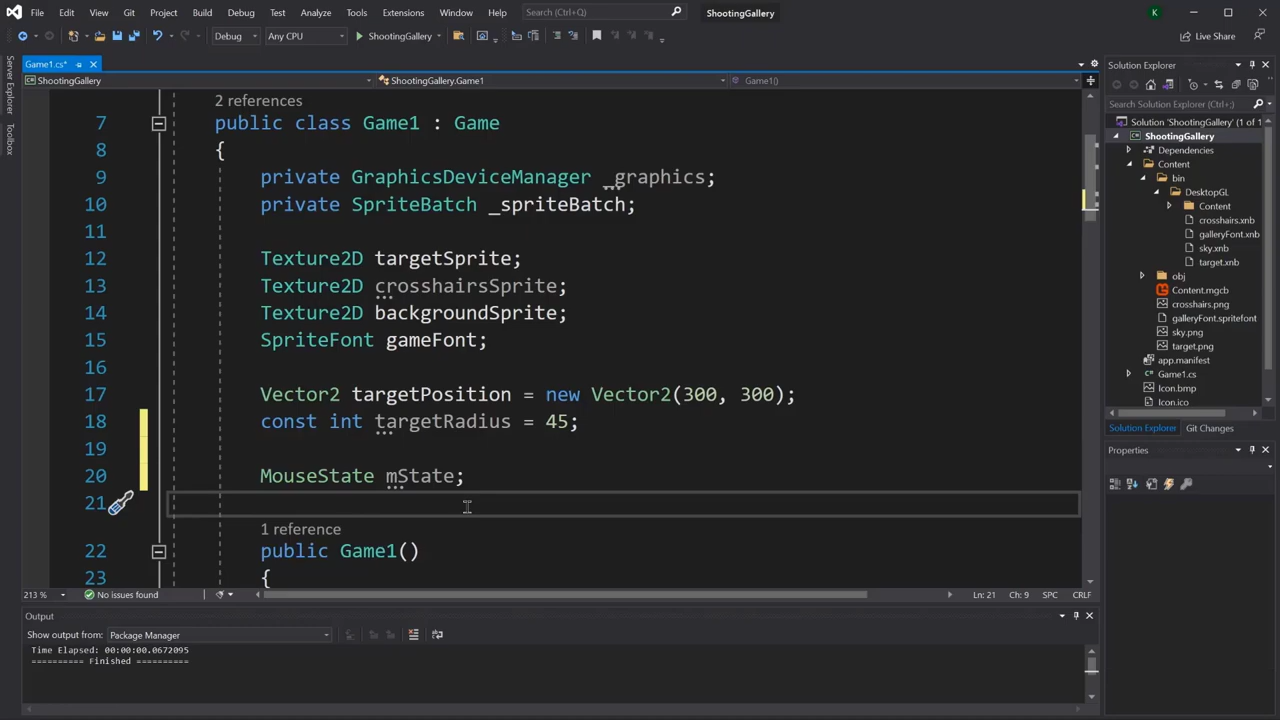 File Edit View Git Project Build Debug Test Analyze Tools Extensions Window Help Search (Ctrl+Q) ShootingGallery K
Debug Any CPU ShootingGallery Live Share
Server Explorer
Toolbox
Game1.cs*
ShootingGallery ShootingGallery.Game1 Game1()
2 references
7 public class Game1 : Game
8 {
9 private GraphicsDeviceManager _graphics;
10 private SpriteBatch _spriteBatch;
11
12 Texture2D targetSprite;
13 Texture2D crosshairsSprite;
14 Texture2D backgroundSprite;
15 SpriteFont gameFont;
16
17 Vector2 targetPosition = new Vector2(300, 300);
18 const int targetRadius = 45;
19
20 MouseState mState;
21
1 reference
22 public Game1()
23 {
213 % No issues found Ln: 21 Ch: 9 SPC CRLF
Output
Show output from: Package Manager
Time Elapsed: 00:00:00.0672095
========== Finished ==========
Solution Explorer
Search Solution Explorer (Ctrl+;)
Solution 'ShootingGallery' (1 of 1
ShootingGallery
Dependencies
Content
bin
DesktopGL
Content
crosshairs.xnb
galleryFont.xnb
sky.xnb
target.xnb
obj
Content.mgcb
crosshairs.png
galleryFont.spritefont
sky.png
target.png
app.manifest
Game1.cs
Icon.bmp
Icon.ico
Solution Explorer Git Changes
Properties